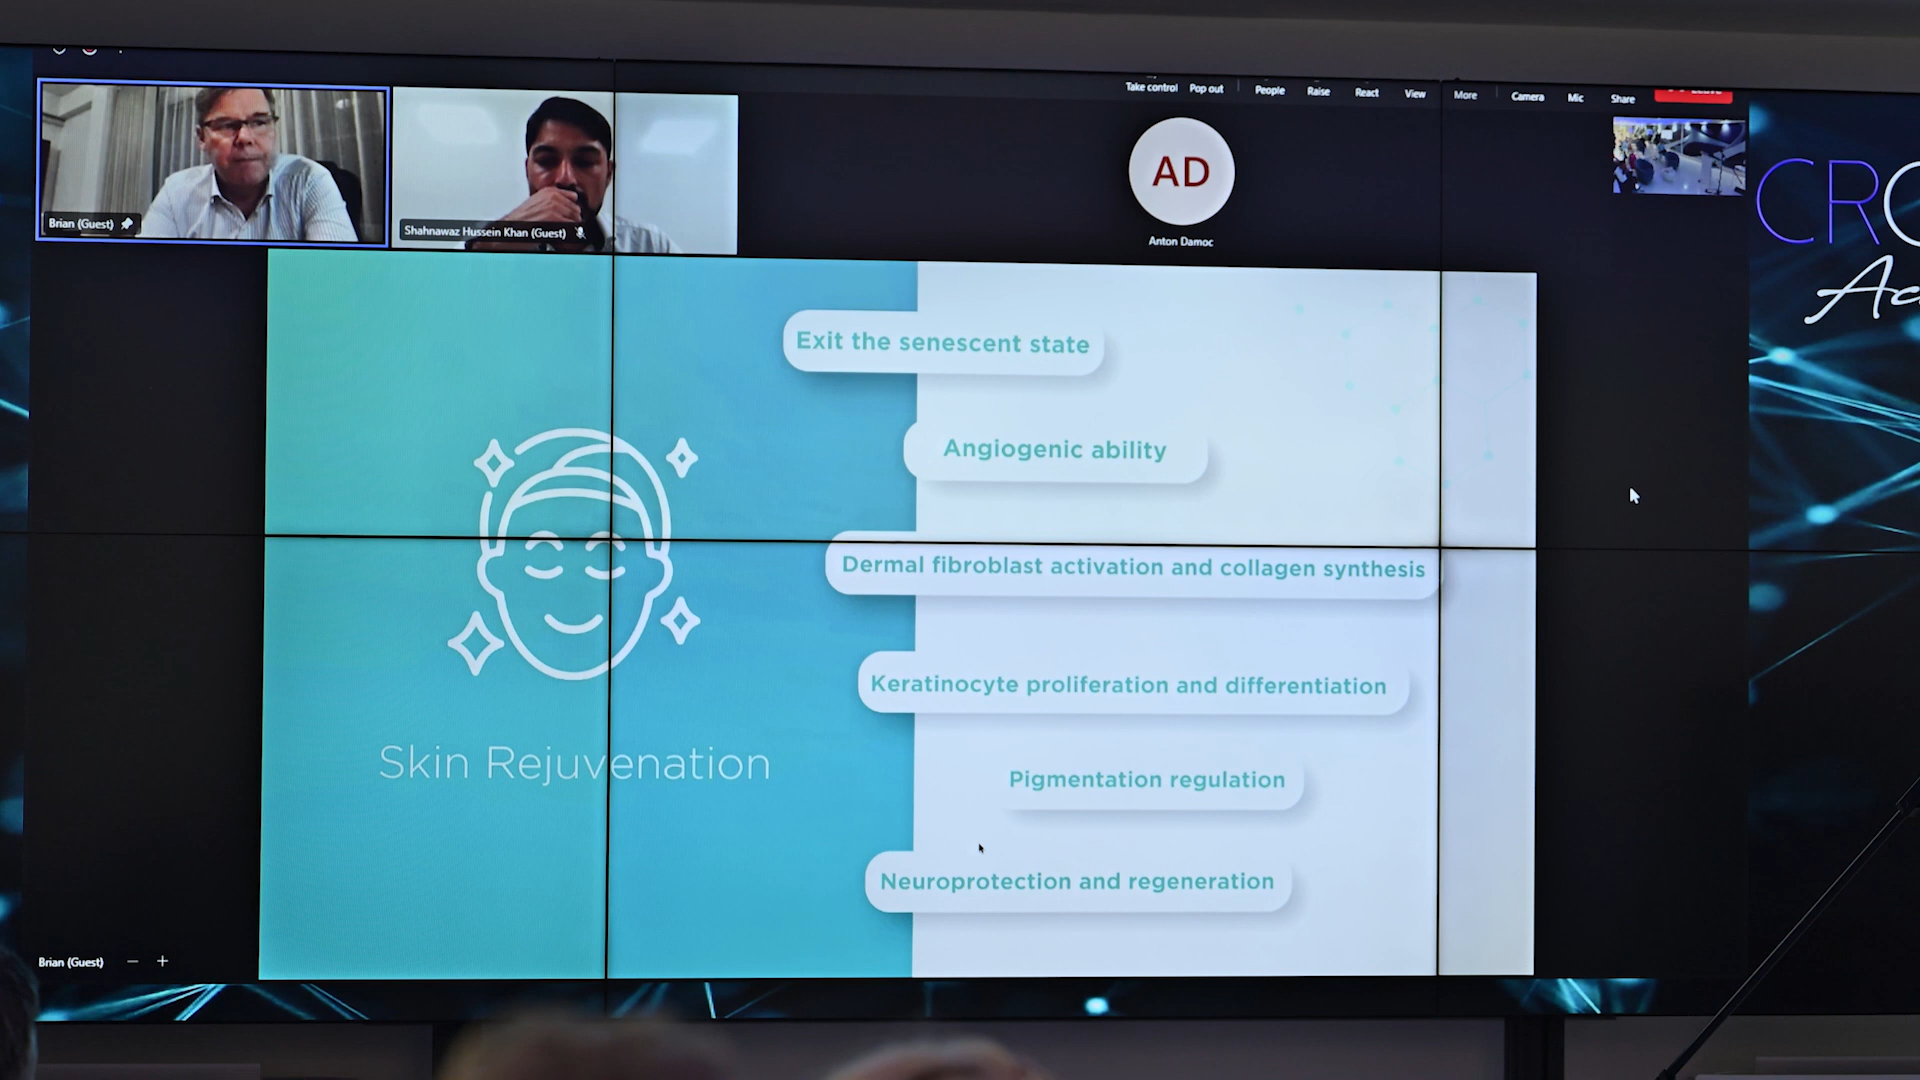 Take control
Pop out
People
Raise
React
View
More
Camera
Mic
Share
Leave
Brian (Guest)
Shahnawaz Hussein Khan (Guest)
AD
Anton Damoc
Exit the senescent state
Angiogenic ability
Dermal fibroblast activation and collagen synthesis
Keratinocyte proliferation and differentiation
Pigmentation regulation
Neuroprotection and regeneration
Skin Rejuvenation
Brian (Guest)